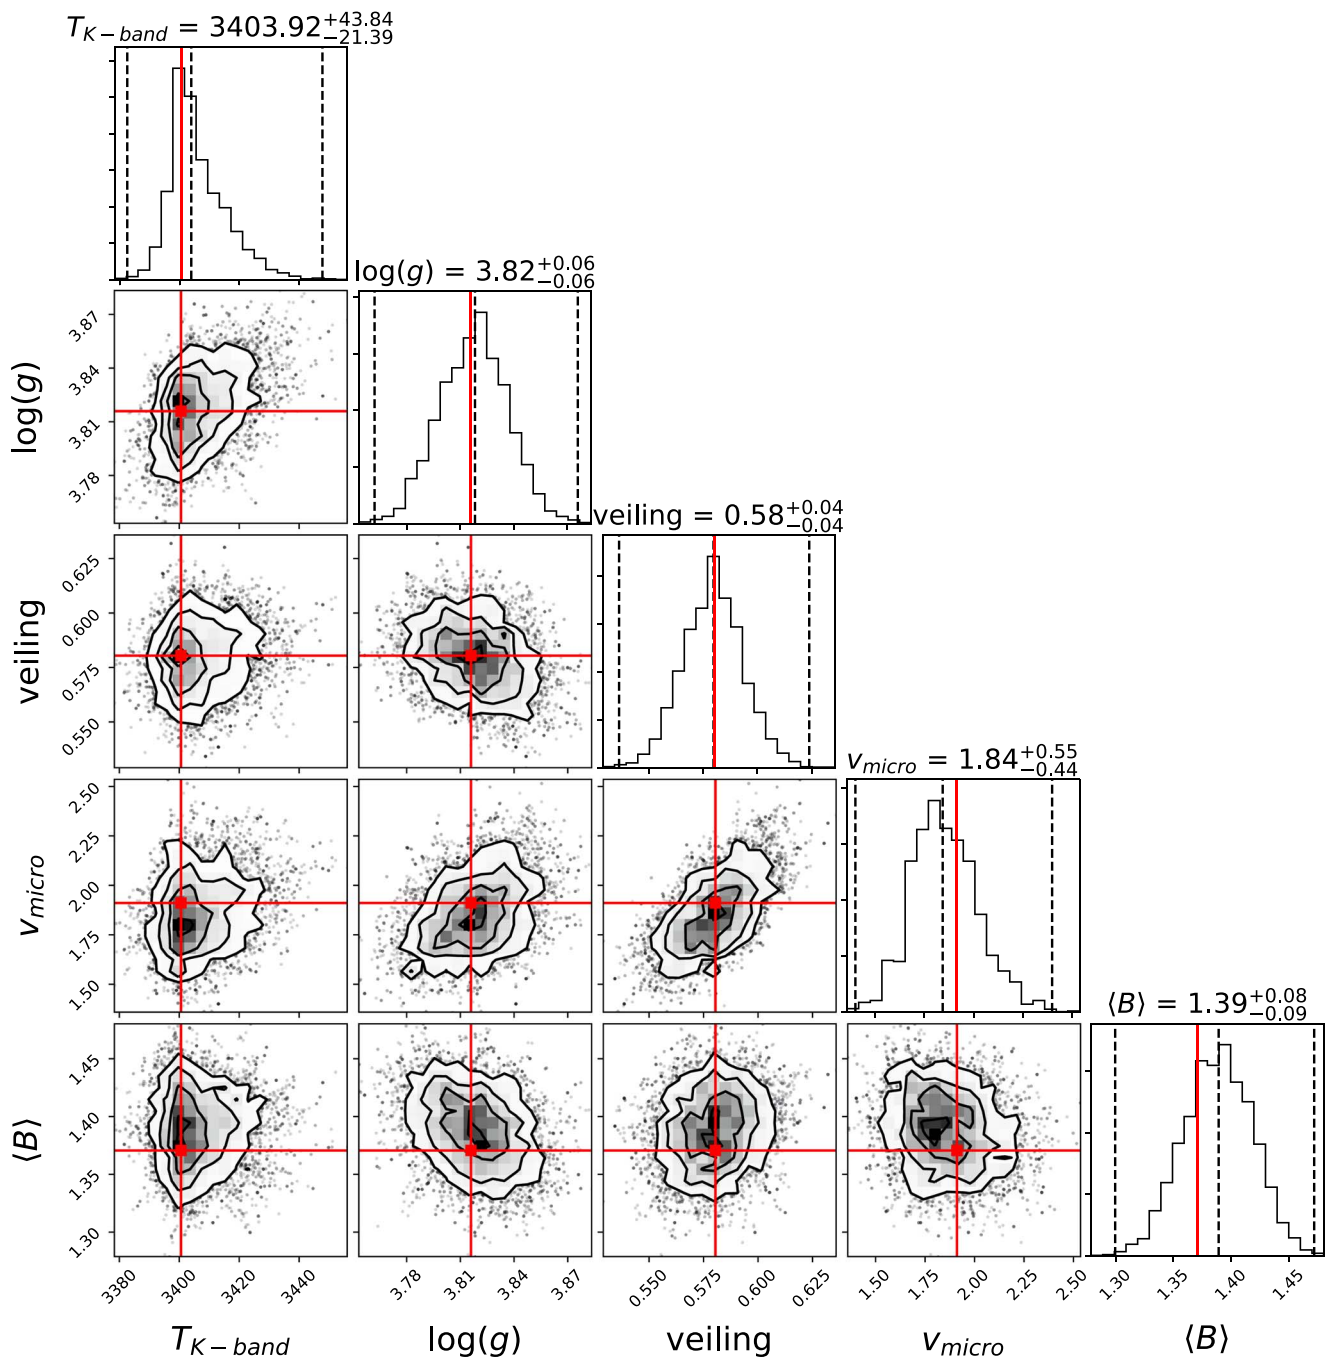 T_{K−band} = 3403.92^{+43.84}_{−21.39}
log(g) = 3.82^{+0.06}_{−0.06}
veiling = 0.58^{+0.04}_{−0.04}
v_{micro} = 1.84^{+0.55}_{−0.44}
⟨B⟩ = 1.39^{+0.08}_{−0.09}
log(g)
3.87
3.84
3.81
3.78
veiling
0.625
0.600
0.575
0.550
v_{micro}
2.50
2.25
2.00
1.75
1.50
⟨B⟩
1.45
1.40
1.35
1.30
3380 3400 3420 3440
3.78 3.81 3.84 3.87
0.550 0.575 0.600 0.625
1.50 1.75 2.00 2.25 2.50
1.30 1.35 1.40 1.45
T_{K−band} log(g) veiling v_{micro} ⟨B⟩